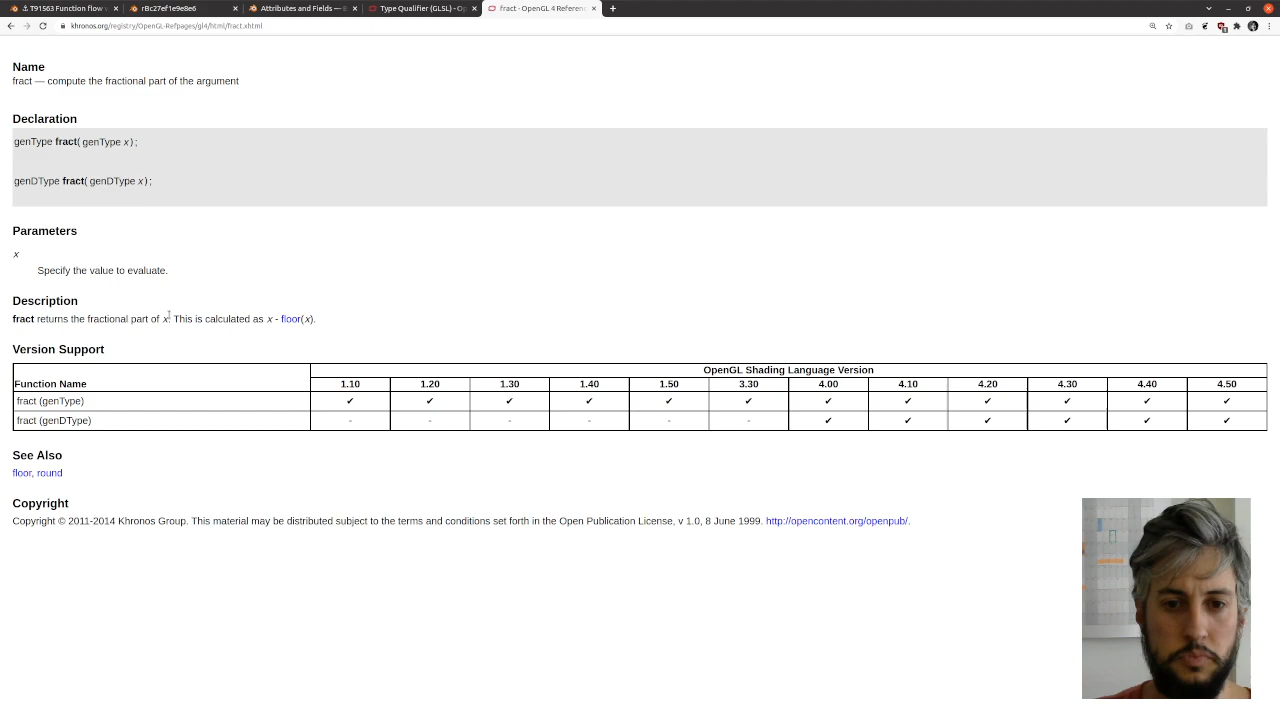 T91563 Function flow
rBc27ef1e9e8e6
Attributes and Fields —
Type Qualifier (GLSL) - Op
fract - OpenGL 4 Referenc
khronos.org/registry/OpenGL-Refpages/gl4/html/fract.xhtml
Name
fract — compute the fractional part of the argument
Declaration
genType fract( genType x);
genDType fract( genDType x);
Parameters
x
Specify the value to evaluate.
Description
fract returns the fractional part of x. This is calculated as x - floor(x).
Version Support
OpenGL Shading Language Version
Function Name 1.10 1.20 1.30 1.40 1.50 3.30 4.00 4.10 4.20 4.30 4.40 4.50
fract (genType) ✔ ✔ ✔ ✔ ✔ ✔ ✔ ✔ ✔ ✔ ✔ ✔
fract (genDType) - - - - - - ✔ ✔ ✔ ✔ ✔ ✔
See Also
floor, round
Copyright
Copyright © 2011-2014 Khronos Group. This material may be distributed subject to the terms and conditions set forth in the Open Publication License, v 1.0, 8 June 1999. http://opencontent.org/openpub/.